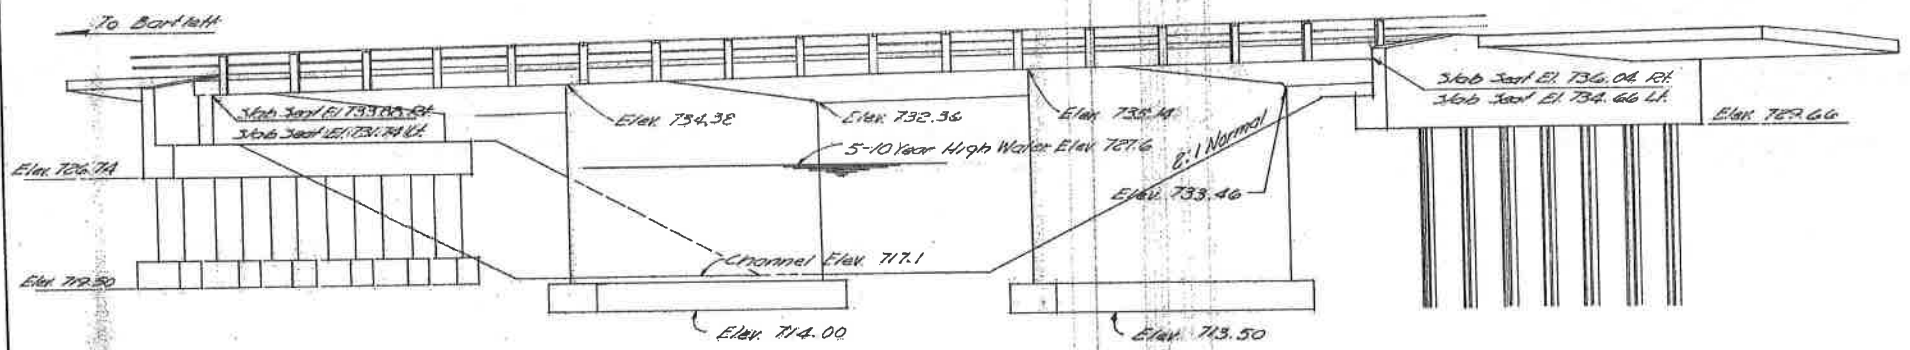 To Bartlett
Slab Seat El. 733.88 Rt.
Slab Seat El. 731.74 Lt.
Elev. 734.32
Elev. 732.36
Elev. 735.14
Slab Seat El. 736.04 Rt.
Slab Seat El. 734.66 Lt.
Elev. 729.66
5-10 Year High Water Elev. 727.6
2:1 Normal
Elev. 726.74
Elev. 733.46
Channel Elev. 717.1
Elev. 719.50
Elev. 714.00
Elev. 713.50